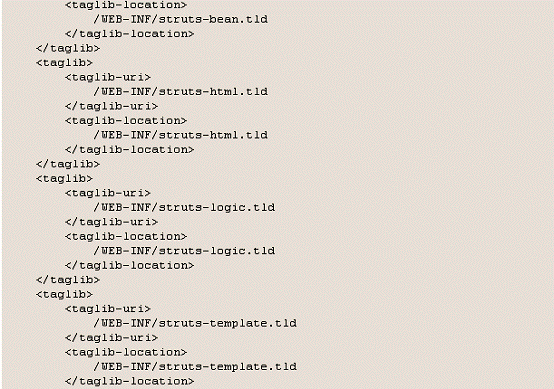 <taglib-location>
/WEB-INF/struts-bean.tld
</taglib-location>
</taglib>
<taglib>
<taglib-uri>
/WEB-INF/struts-html.tld
</taglib-uri>
<taglib-location>
/WEB-INF/struts-html.tld
</taglib-location>
</taglib>
<taglib>
<taglib-uri>
/WEB-INF/struts-logic.tld
</taglib-uri>
<taglib-location>
/WEB-INF/struts-logic.tld
</taglib-location>
</taglib>
<taglib>
<taglib-uri>
/WEB-INF/struts-template.tld
</taglib-uri>
<taglib-location>
/WEB-INF/struts-template.tld
</taglib-location>